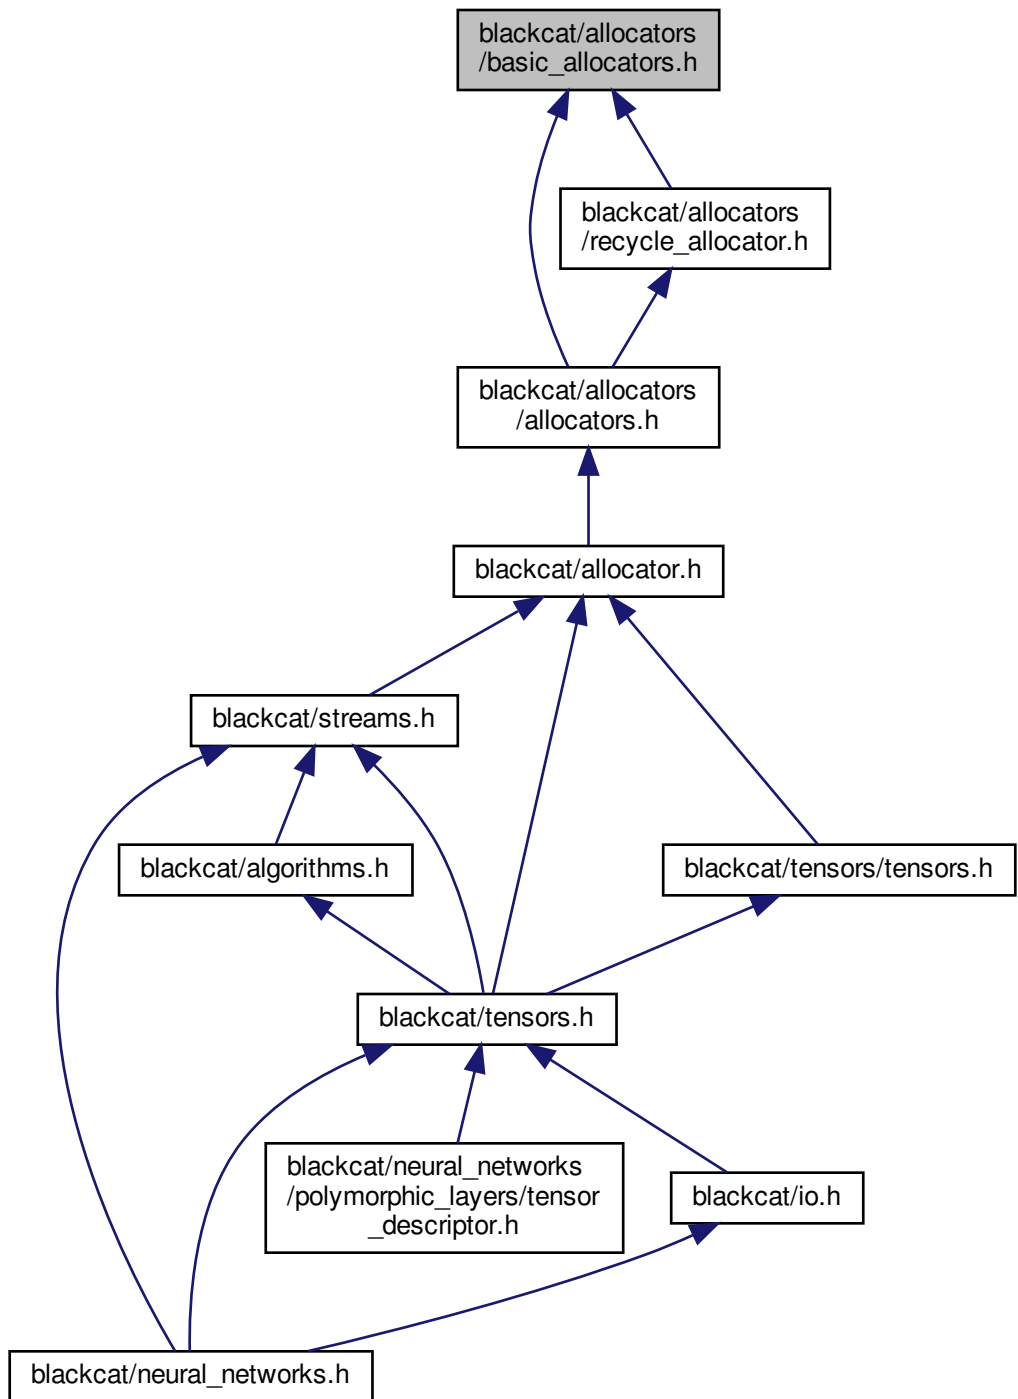 blackcat/allocators
/basic_allocators.h
blackcat/allocators
/recycle_allocator.h
blackcat/allocators
/allocators.h
blackcat/allocator.h
blackcat/streams.h
blackcat/algorithms.h
blackcat/tensors/tensors.h
blackcat/tensors.h
blackcat/neural_networks
/polymorphic_layers/tensor
_descriptor.h
blackcat/io.h
blackcat/neural_networks.h